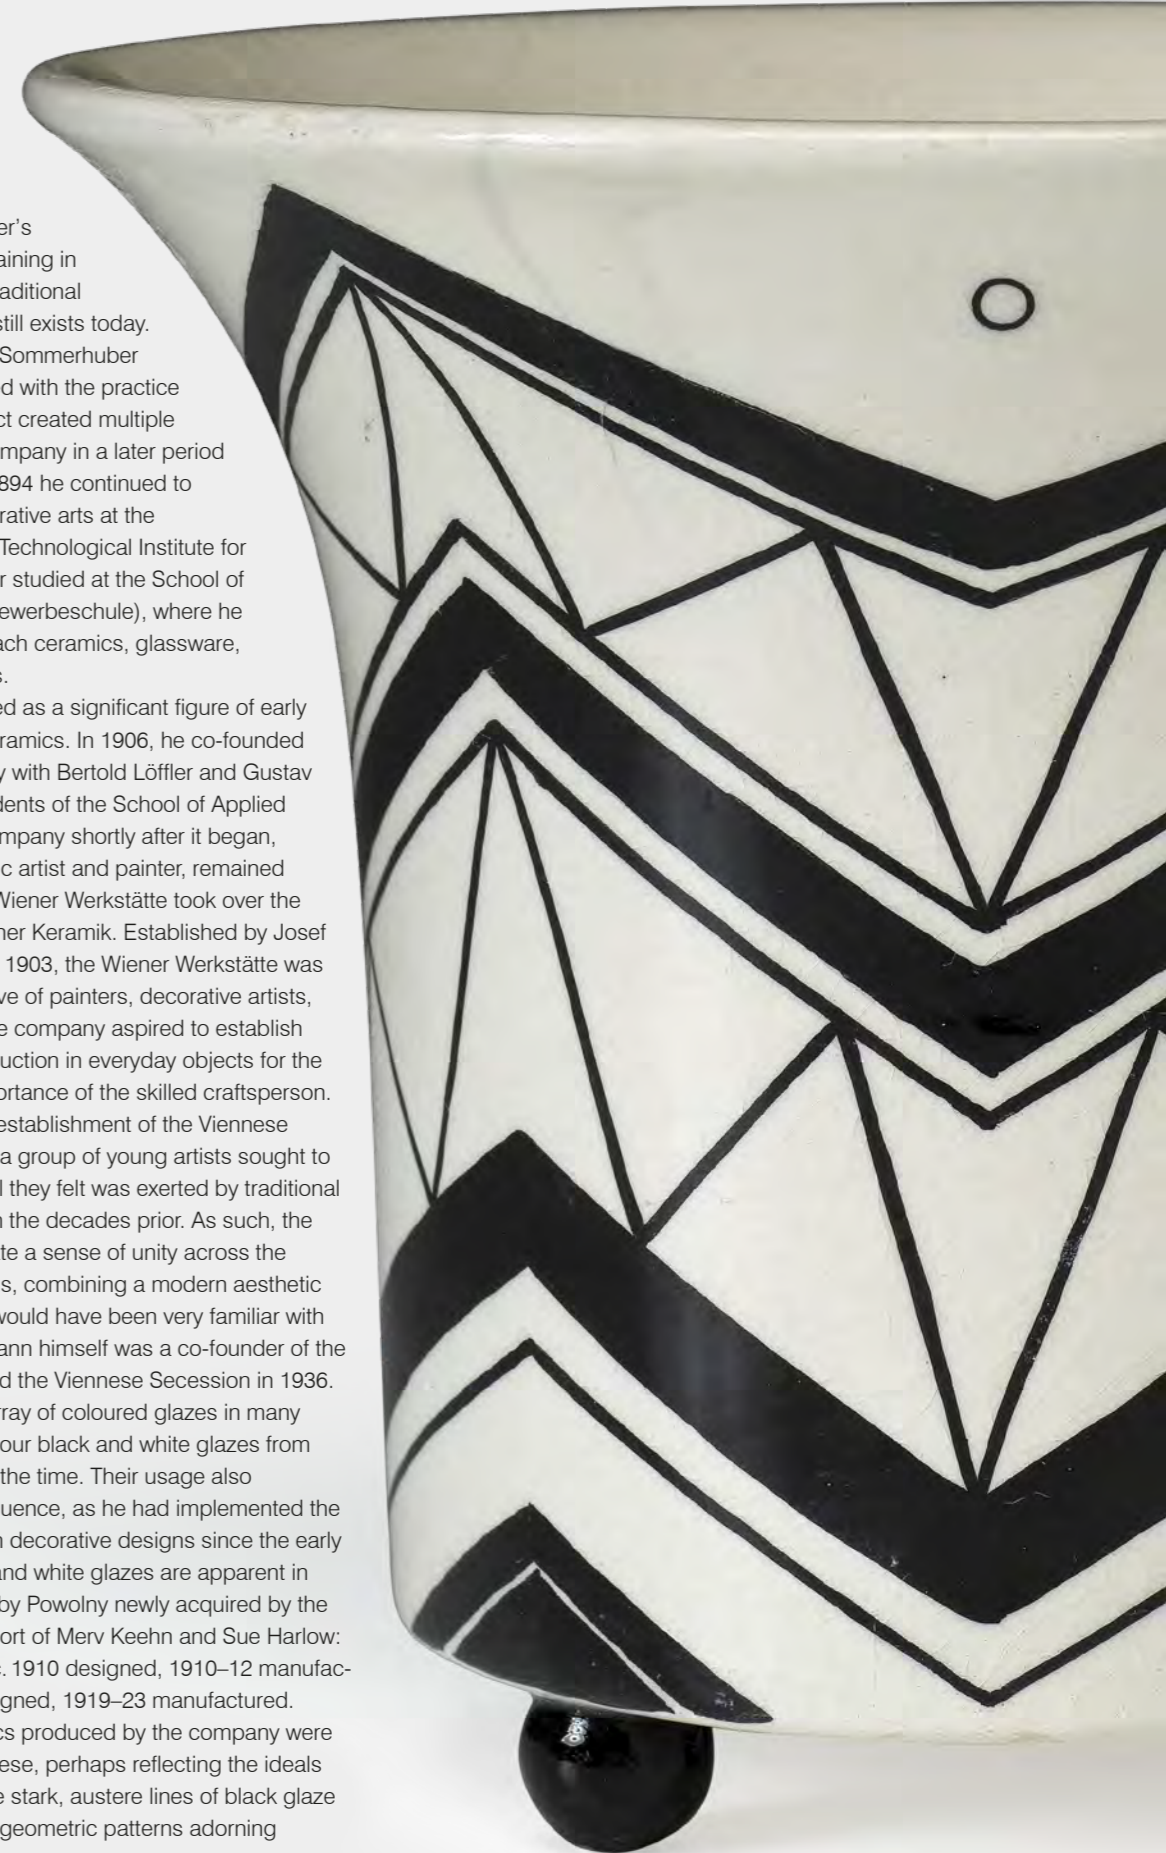 er's
aining in
aditional
still exists today.
Sommerhuber
d with the practice
ct created multiple
mpany in a later period
894 he continued to
rative arts at the
Technological Institute for
r studied at the School of
ewerbeschule), where he
ach ceramics, glassware,
s.
ed as a significant figure of early
ramics. In 1906, he co-founded
y with Bertold Löffler and Gustav
dents of the School of Applied
mpany shortly after it began,
c artist and painter, remained
Wiener Werkstätte took over the
ner Keramik. Established by Josef
1903, the Wiener Werkstätte was
ve of painters, decorative artists,
e company aspired to establish
uction in everyday objects for the
ortance of the skilled craftsperson.
establishment of the Viennese
a group of young artists sought to
l they felt was exerted by traditional
n the decades prior. As such, the
te a sense of unity across the
s, combining a modern aesthetic
would have been very familiar with
ann himself was a co-founder of the
d the Viennese Secession in 1936.
rray of coloured glazes in many
our black and white glazes from
the time. Their usage also
uence, as he had implemented the
n decorative designs since the early
and white glazes are apparent in
by Powolny newly acquired by the
ort of Merv Keehn and Sue Harlow:
c. 1910 designed, 1910–12 manufac-
gned, 1919–23 manufactured.
cs produced by the company were
ese, perhaps reflecting the ideals
e stark, austere lines of black glaze
geometric patterns adorning